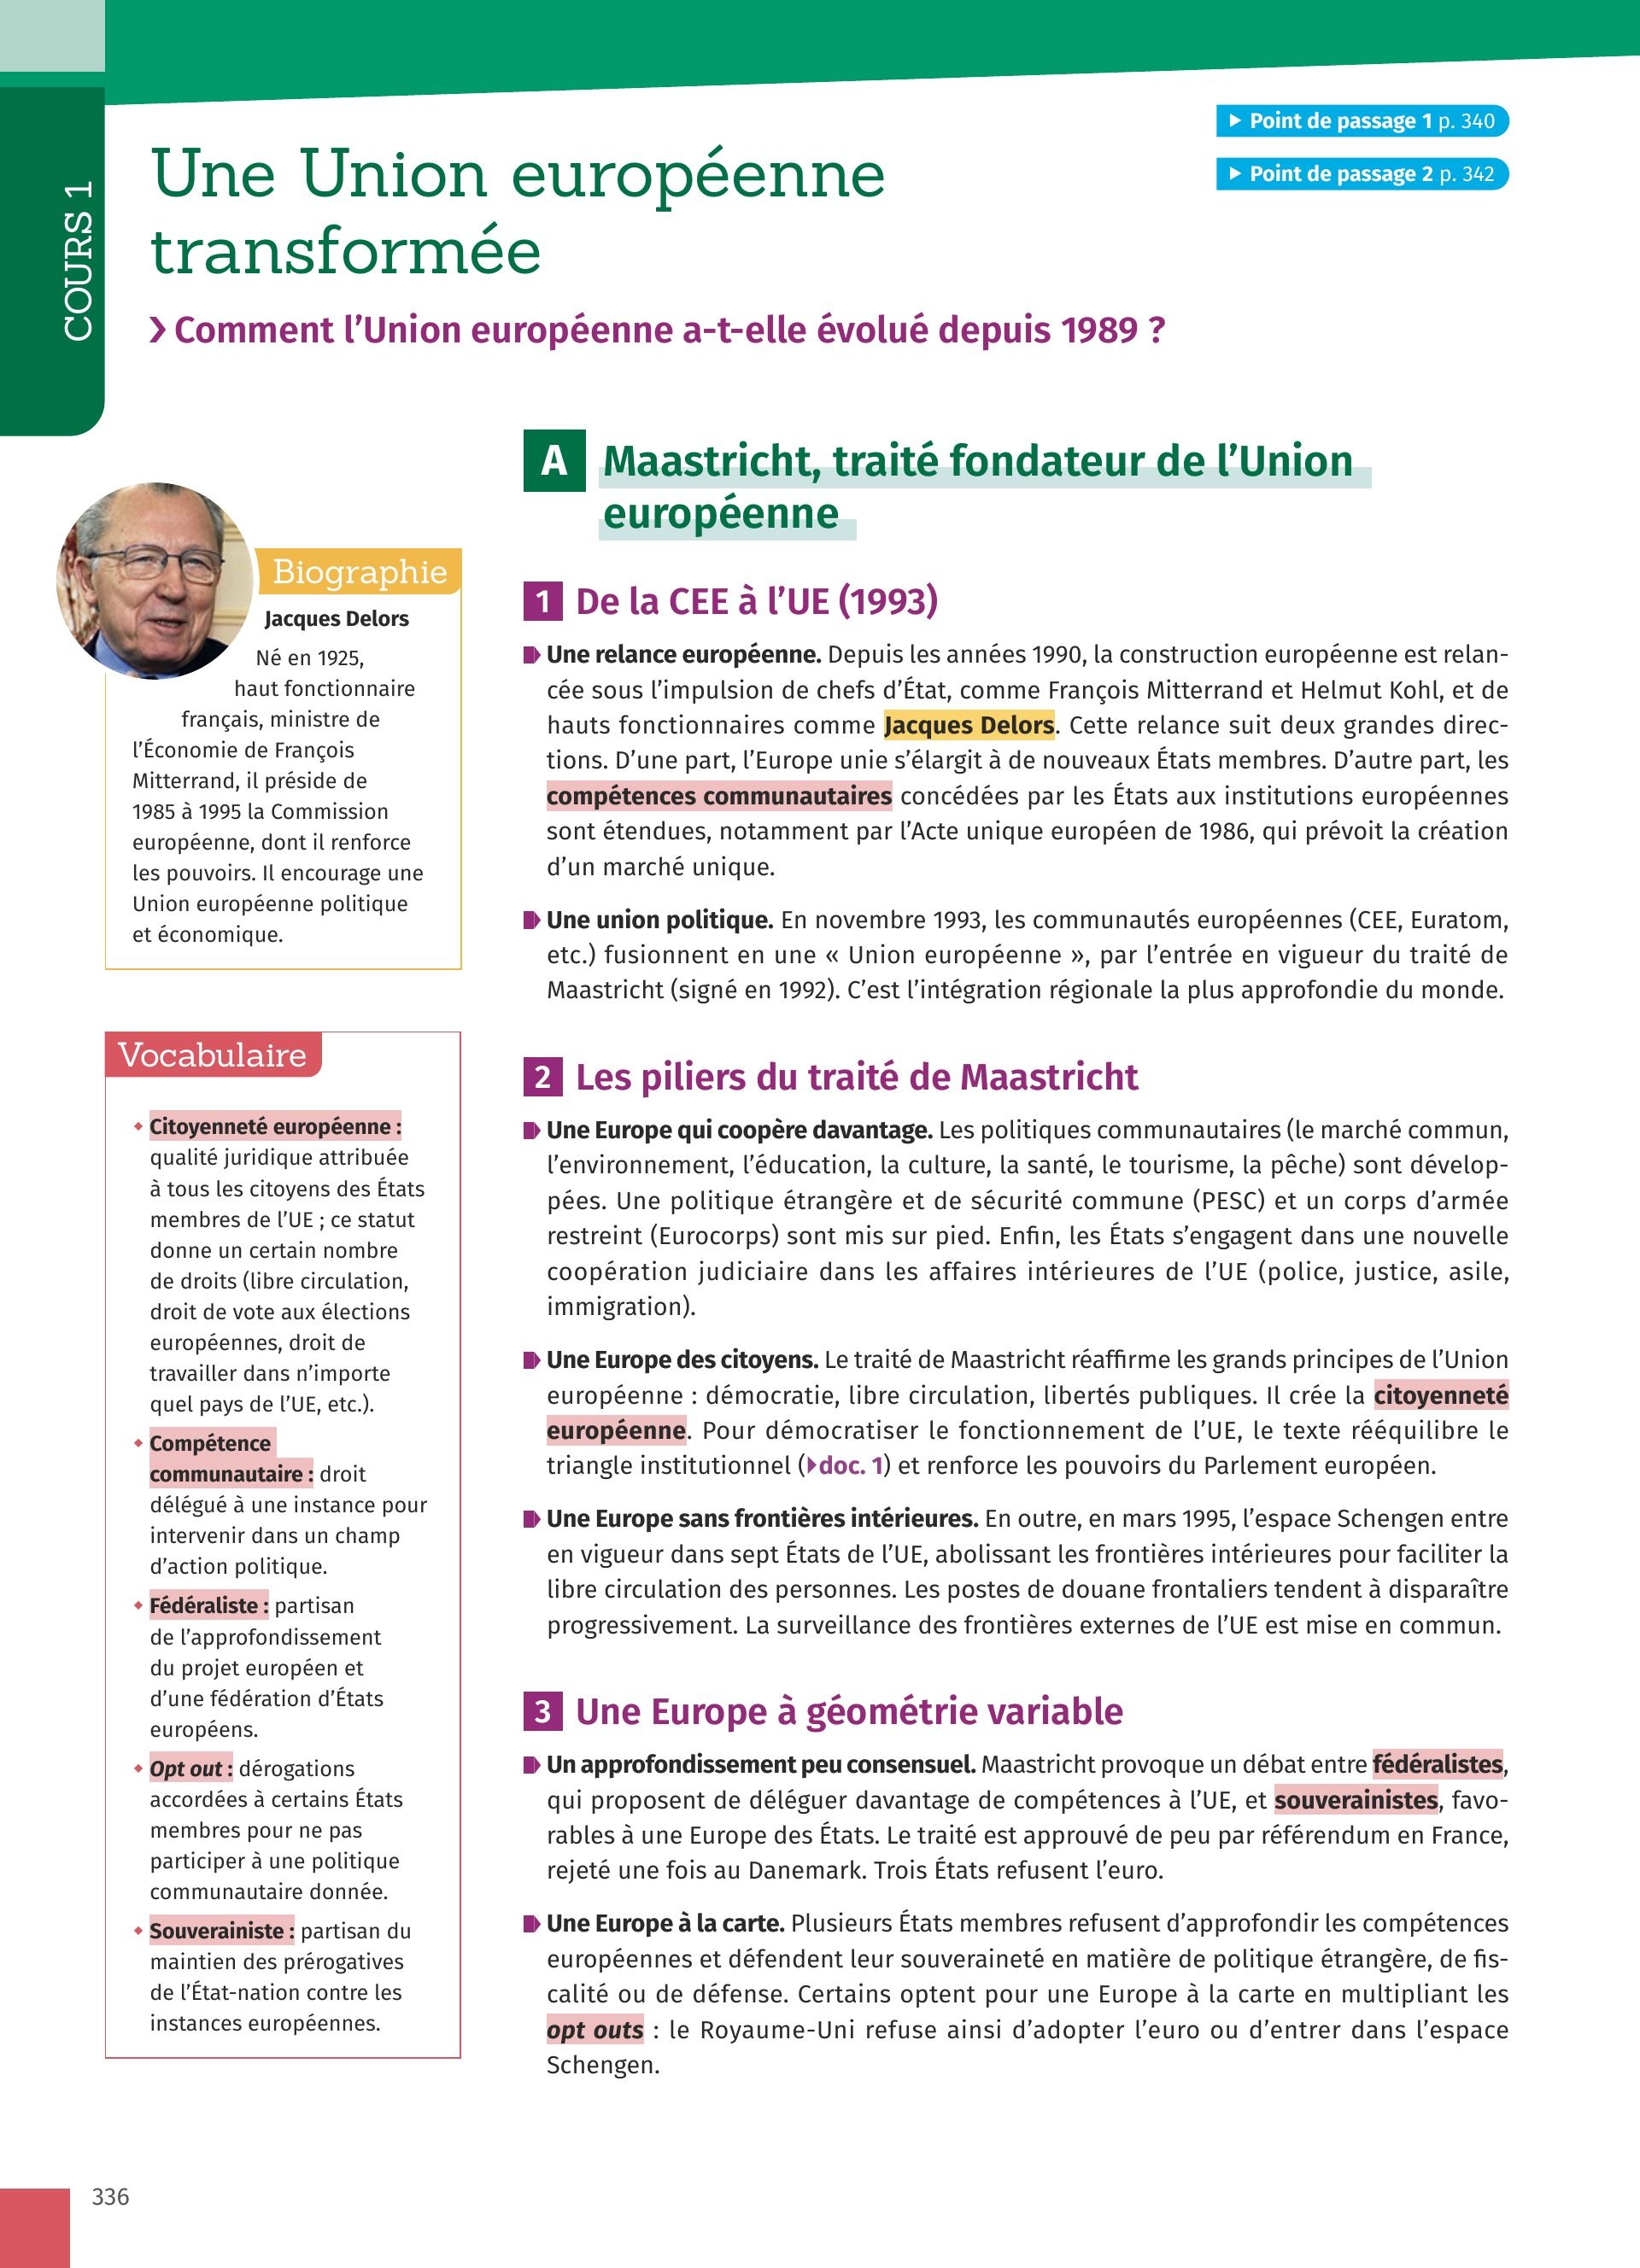 COURS 1
▶ Point de passage 1 p. 340
▶ Point de passage 2 p. 342
Une Union européenne
transformée
❯ Comment l’Union européenne a-t-elle évolué depuis 1989 ?
Biographie
Jacques Delors
Né en 1925,
haut fonctionnaire
français, ministre de
l’Économie de François
Mitterrand, il préside de
1985 à 1995 la Commission
européenne, dont il renforce
les pouvoirs. Il encourage une
Union européenne politique
et économique.
Vocabulaire
• Citoyenneté européenne :
qualité juridique attribuée
à tous les citoyens des États
membres de l’UE ; ce statut
donne un certain nombre
de droits (libre circulation,
droit de vote aux élections
européennes, droit de
travailler dans n’importe
quel pays de l’UE, etc.).
• Compétence
communautaire : droit
délégué à une instance pour
intervenir dans un champ
d’action politique.
• Fédéraliste : partisan
de l’approfondissement
du projet européen et
d’une fédération d’États
européens.
• Opt out : dérogations
accordées à certains États
membres pour ne pas
participer à une politique
communautaire donnée.
• Souverainiste : partisan du
maintien des prérogatives
de l’État-nation contre les
instances européennes.
A Maastricht, traité fondateur de l’Union
européenne
1 De la CEE à l’UE (1993)
Une relance européenne. Depuis les années 1990, la construction européenne est relan-
cée sous l’impulsion de chefs d’État, comme François Mitterrand et Helmut Kohl, et de
hauts fonctionnaires comme Jacques Delors. Cette relance suit deux grandes direc-
tions. D’une part, l’Europe unie s’élargit à de nouveaux États membres. D’autre part, les
compétences communautaires concédées par les États aux institutions européennes
sont étendues, notamment par l’Acte unique européen de 1986, qui prévoit la création
d’un marché unique.
Une union politique. En novembre 1993, les communautés européennes (CEE, Euratom,
etc.) fusionnent en une « Union européenne », par l’entrée en vigueur du traité de
Maastricht (signé en 1992). C’est l’intégration régionale la plus approfondie du monde.
2 Les piliers du traité de Maastricht
Une Europe qui coopère davantage. Les politiques communautaires (le marché commun,
l’environnement, l’éducation, la culture, la santé, le tourisme, la pêche) sont dévelop-
pées. Une politique étrangère et de sécurité commune (PESC) et un corps d’armée
restreint (Eurocorps) sont mis sur pied. Enfin, les États s’engagent dans une nouvelle
coopération judiciaire dans les affaires intérieures de l’UE (police, justice, asile,
immigration).
Une Europe des citoyens. Le traité de Maastricht réaffirme les grands principes de l’Union
européenne : démocratie, libre circulation, libertés publiques. Il crée la citoyenneté
européenne. Pour démocratiser le fonctionnement de l’UE, le texte rééquilibre le
triangle institutionnel (▸doc. 1) et renforce les pouvoirs du Parlement européen.
Une Europe sans frontières intérieures. En outre, en mars 1995, l’espace Schengen entre
en vigueur dans sept États de l’UE, abolissant les frontières intérieures pour faciliter la
libre circulation des personnes. Les postes de douane frontaliers tendent à disparaître
progressivement. La surveillance des frontières externes de l’UE est mise en commun.
3 Une Europe à géométrie variable
Un approfondissement peu consensuel. Maastricht provoque un débat entre fédéralistes,
qui proposent de déléguer davantage de compétences à l’UE, et souverainistes, favo-
rables à une Europe des États. Le traité est approuvé de peu par référendum en France,
rejeté une fois au Danemark. Trois États refusent l’euro.
Une Europe à la carte. Plusieurs États membres refusent d’approfondir les compétences
européennes et défendent leur souveraineté en matière de politique étrangère, de fis-
calité ou de défense. Certains optent pour une Europe à la carte en multipliant les
opt outs : le Royaume-Uni refuse ainsi d’adopter l’euro ou d’entrer dans l’espace
Schengen.
336